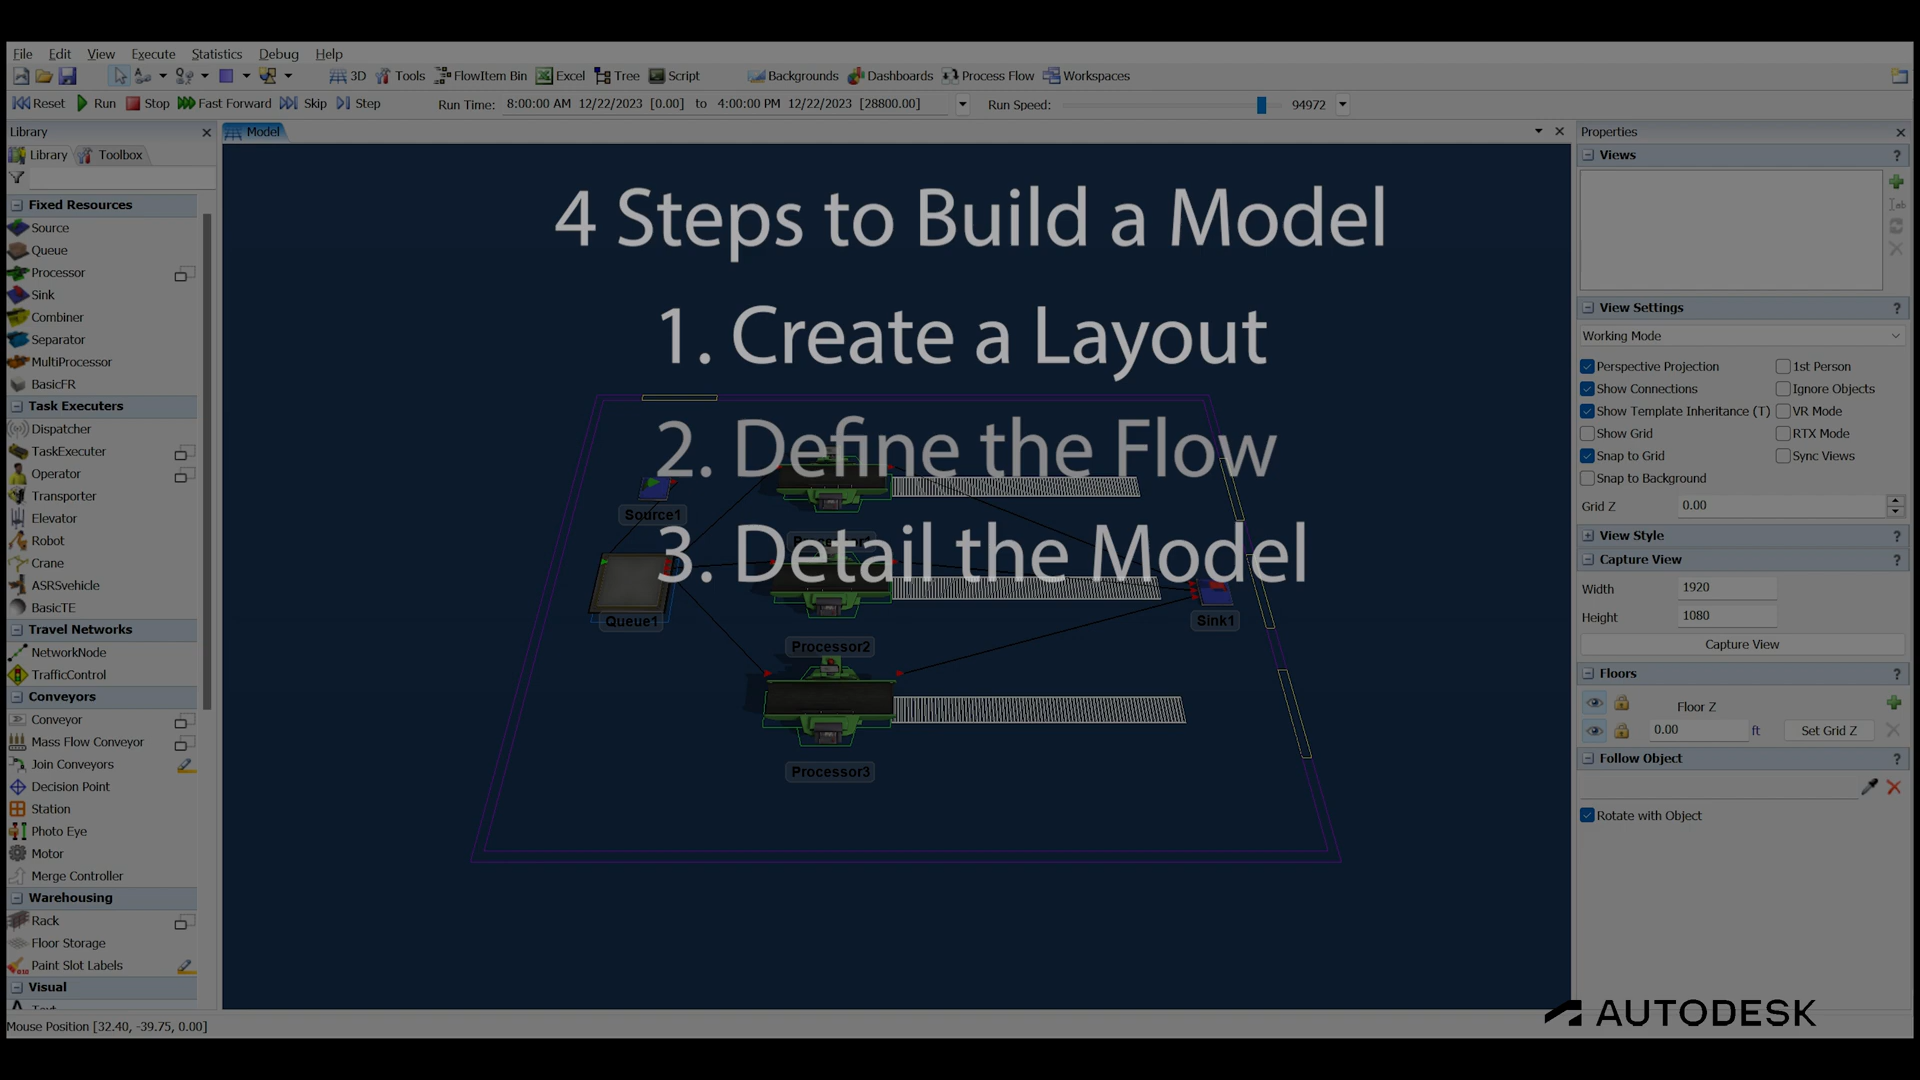 File Edit View Execute Statistics Debug Help
3D Tools FlowItem Bin Excel Tree Script Backgrounds Dashboards Process Flow Workspaces
Reset Run Stop Fast Forward Skip Step Run Time: 8:00:00 AM 12/22/2023 [0.00] to 4:00:00 PM 12/22/2023 [28800.00] Run Speed: 94972
Library
Library Toolbox
Fixed Resources
Source
Queue
Processor
Sink
Combiner
Separator
MultiProcessor
BasicFR
Task Executers
Dispatcher
TaskExecuter
Operator
Transporter
Elevator
Robot
Crane
ASRSvehicle
BasicTE
Travel Networks
NetworkNode
TrafficControl
Conveyors
Conveyor
Mass Flow Conveyor
Join Conveyors
Decision Point
Station
Photo Eye
Motor
Merge Controller
Warehousing
Rack
Floor Storage
Paint Slot Labels
Visual
Mouse Position [32.40, -39.75, 0.00]
Model
4 Steps to Build a Model
1. Create a Layout
2. Define the Flow
3. Detail the Model
Source1
Queue1
Processor2
Processor3
Sink1
Properties
Views
View Settings
Working Mode
Perspective Projection 1st Person
Show Connections Ignore Objects
Show Template Inheritance (T) VR Mode
Show Grid RTX Mode
Snap to Grid Sync Views
Snap to Background
Grid Z 0.00
View Style
Capture View
Width 1920
Height 1080
Capture View
Floors
Floor Z
0.00 ft Set Grid Z
Follow Object
Rotate with Object
AUTODESK